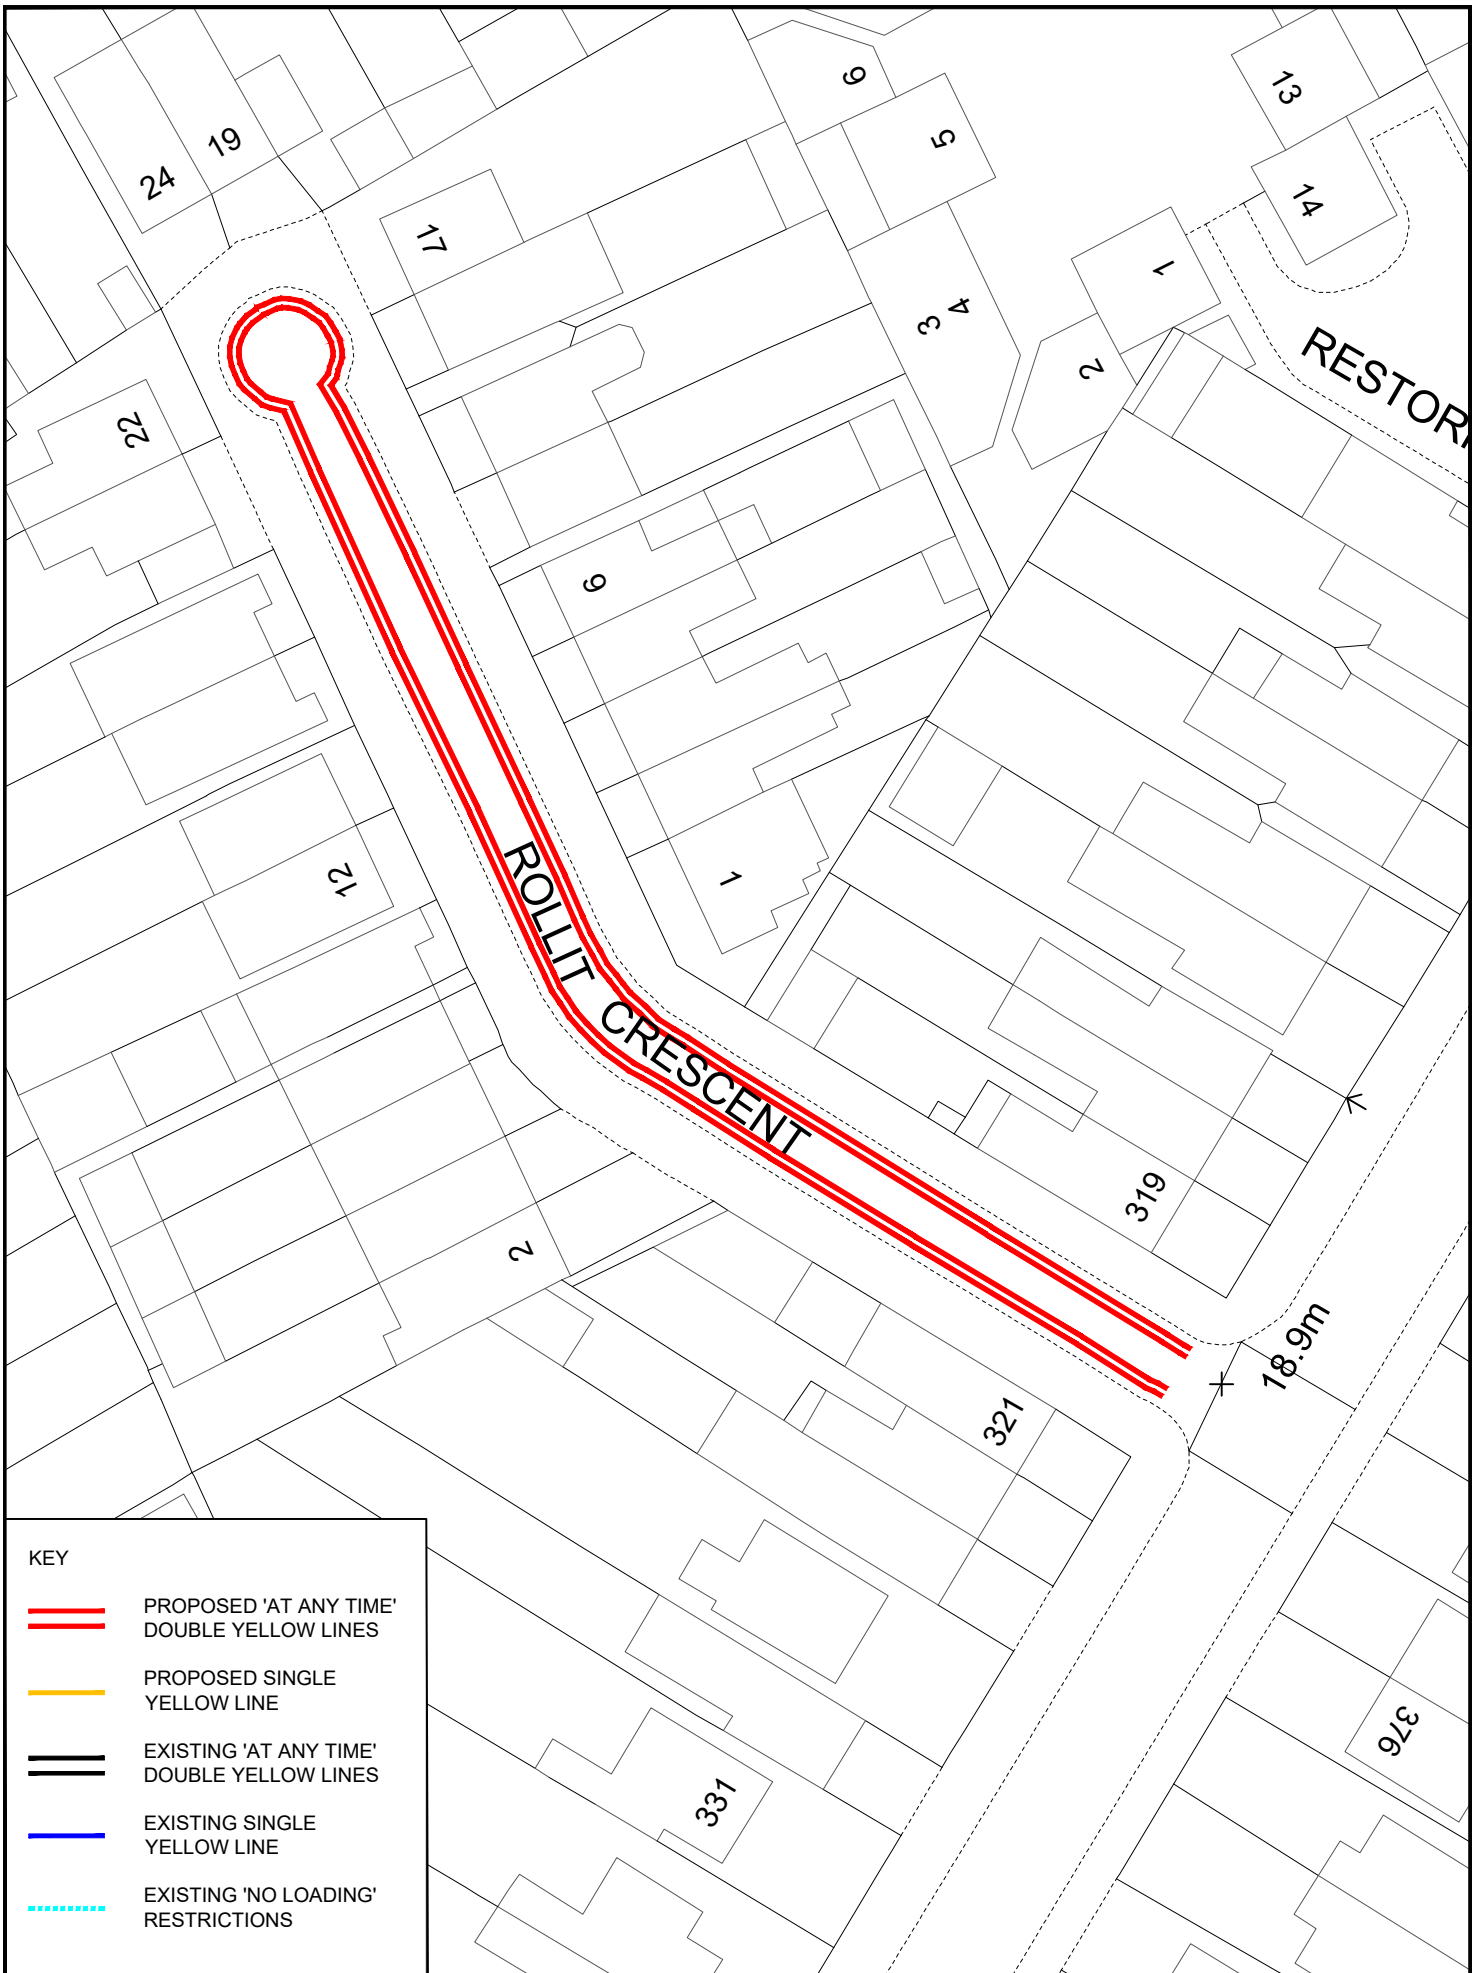 24
19
17
22
6
5
4
3
13
14
1
2
RESTOR
9
12
1
2
ROLLIT CRESCENT
319
321
18.9m
331
376
KEY
PROPOSED 'AT ANY TIME'
DOUBLE YELLOW LINES
PROPOSED SINGLE
YELLOW LINE
EXISTING 'AT ANY TIME'
DOUBLE YELLOW LINES
EXISTING SINGLE
YELLOW LINE
EXISTING 'NO LOADING'
RESTRICTIONS